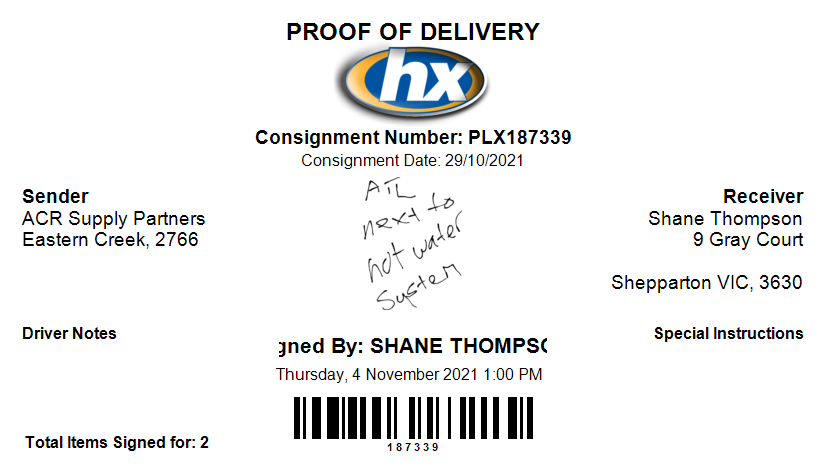 PROOF OF DELIVERY
hx
Consignment Number: PLX187339
Consignment Date: 29/10/2021
Sender
ACR Supply Partners
Eastern Creek, 2766
ATL
next to
hot water
System
Receiver
Shane Thompson
9 Gray Court
Shepparton VIC, 3630
Driver Notes
Special Instructions
gned By: SHANE THOMPSO
Thursday, 4 November 2021 1:00 PM
187339
Total Items Signed for: 2